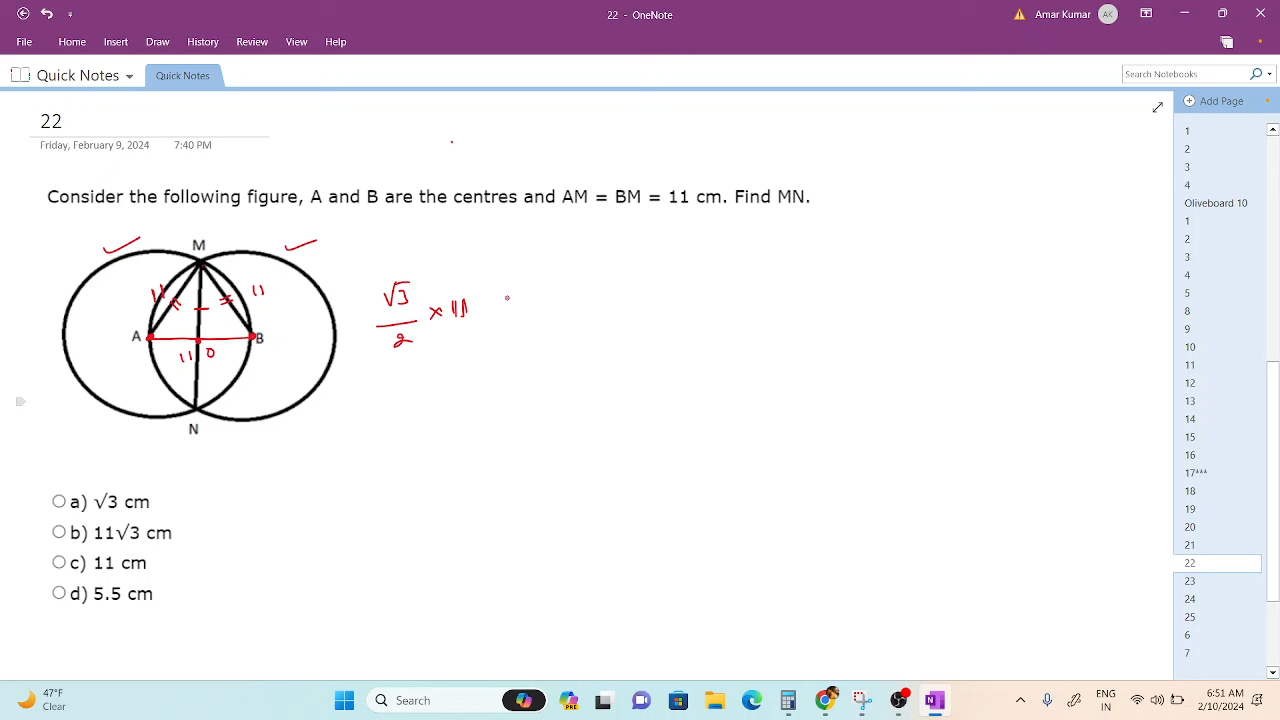 22 - OneNote
Amar Kumar AK
File Home Insert Draw History Review View Help
Quick Notes Quick Notes
Search Notebooks
22
Friday, February 9, 2024 7:40 PM
Add Page
Consider the following figure, A and B are the centres and AM = BM = 11 cm. Find MN.
M
11 11
A B
11 O
N
√3
2
× 11
a) √3 cm
b) 11√3 cm
c) 11 cm
d) 5.5 cm
1
2
3
4
Oliveboard 10
1
2
3
4
5
8
9
10
11
12
13
14
15
16
17***
18
19
20
21
22
23
24
25
6
7
47°F
Clear
Search
PRE
ENG
IN
6:31 AM
2/10/2024